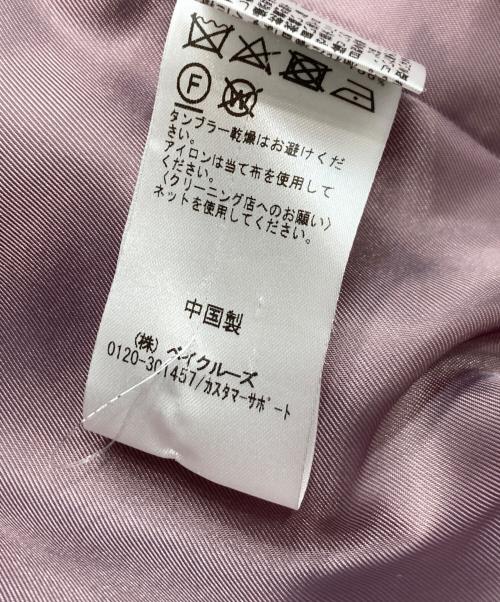 F
W
タンブラー乾燥はお避けくだ
さい。
アイロンは当て布を使用して
ください。
〈クリーニング店へのお願い〉
ネットを使用してください。
中国製
(株) ベイクルーズ
0120-301457/カスタマーサポート